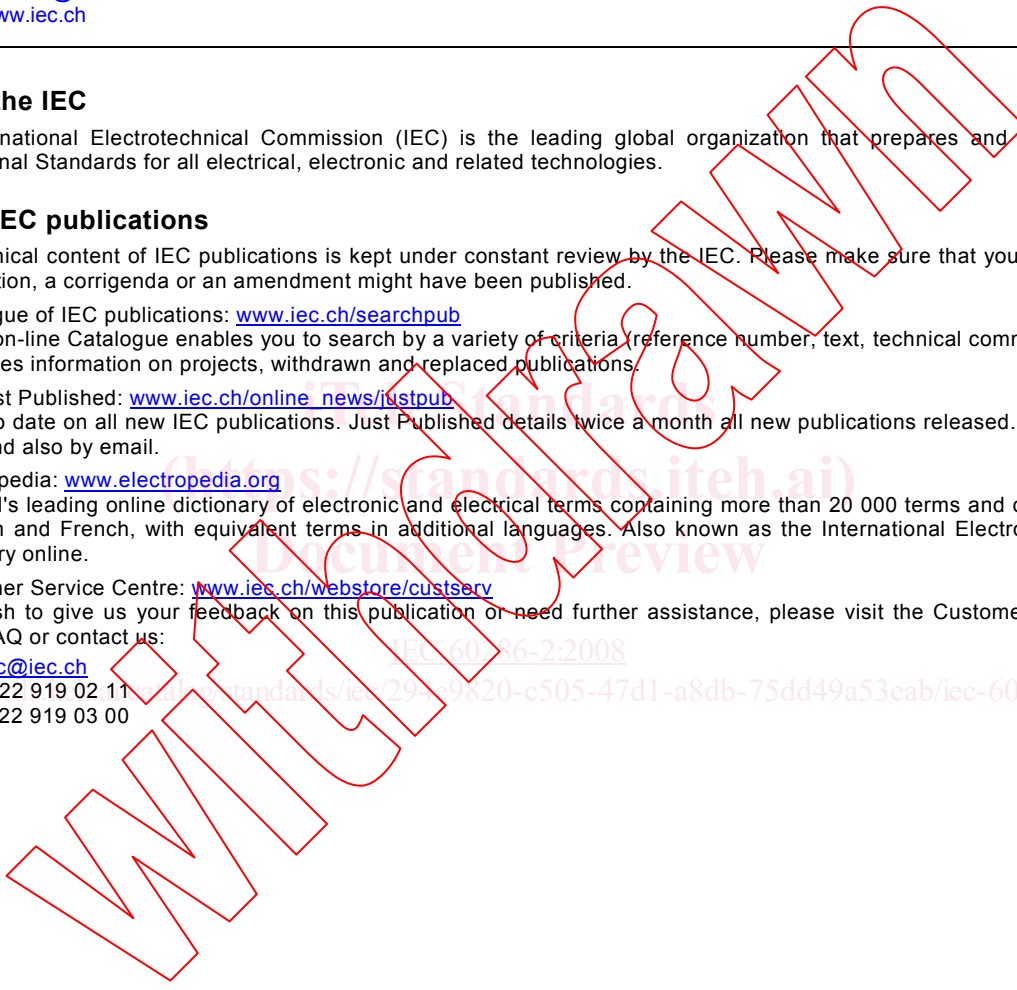 ww.iec.ch
the IEC
national Electrotechnical Commission (IEC) is the leading global organization that prepares and
nal Standards for all electrical, electronic and related technologies.
EC publications
nical content of IEC publications is kept under constant review by the IEC. Please make sure that you
tion, a corrigenda or an amendment might have been published.
gue of IEC publications: www.iec.ch/searchpub
on-line Catalogue enables you to search by a variety of criteria (reference number, text, technical comm
es information on projects, withdrawn and replaced publications.
st Published: www.iec.ch/online_news/justpub
o date on all new IEC publications. Just Published details twice a month all new publications released.
nd also by email.
pedia: www.electropedia.org
l's leading online dictionary of electronic and electrical terms containing more than 20 000 terms and
n and French, with equivalent terms in additional languages. Also known as the International Electro
ry online.
mer Service Centre: www.iec.ch/webstore/custserv
sh to give us your feedback on this publication or need further assistance, please visit the Custome
AQ or contact us:
c@iec.ch
22 919 02 11
22 919 03 00
iTeh Standards
(https://standards.iteh.ai)
Document Preview
IEC 60286-2:2008
standards/iec/294e9820-c505-47d1-a8db-75dd49a53eab/iec-60
withdrawn